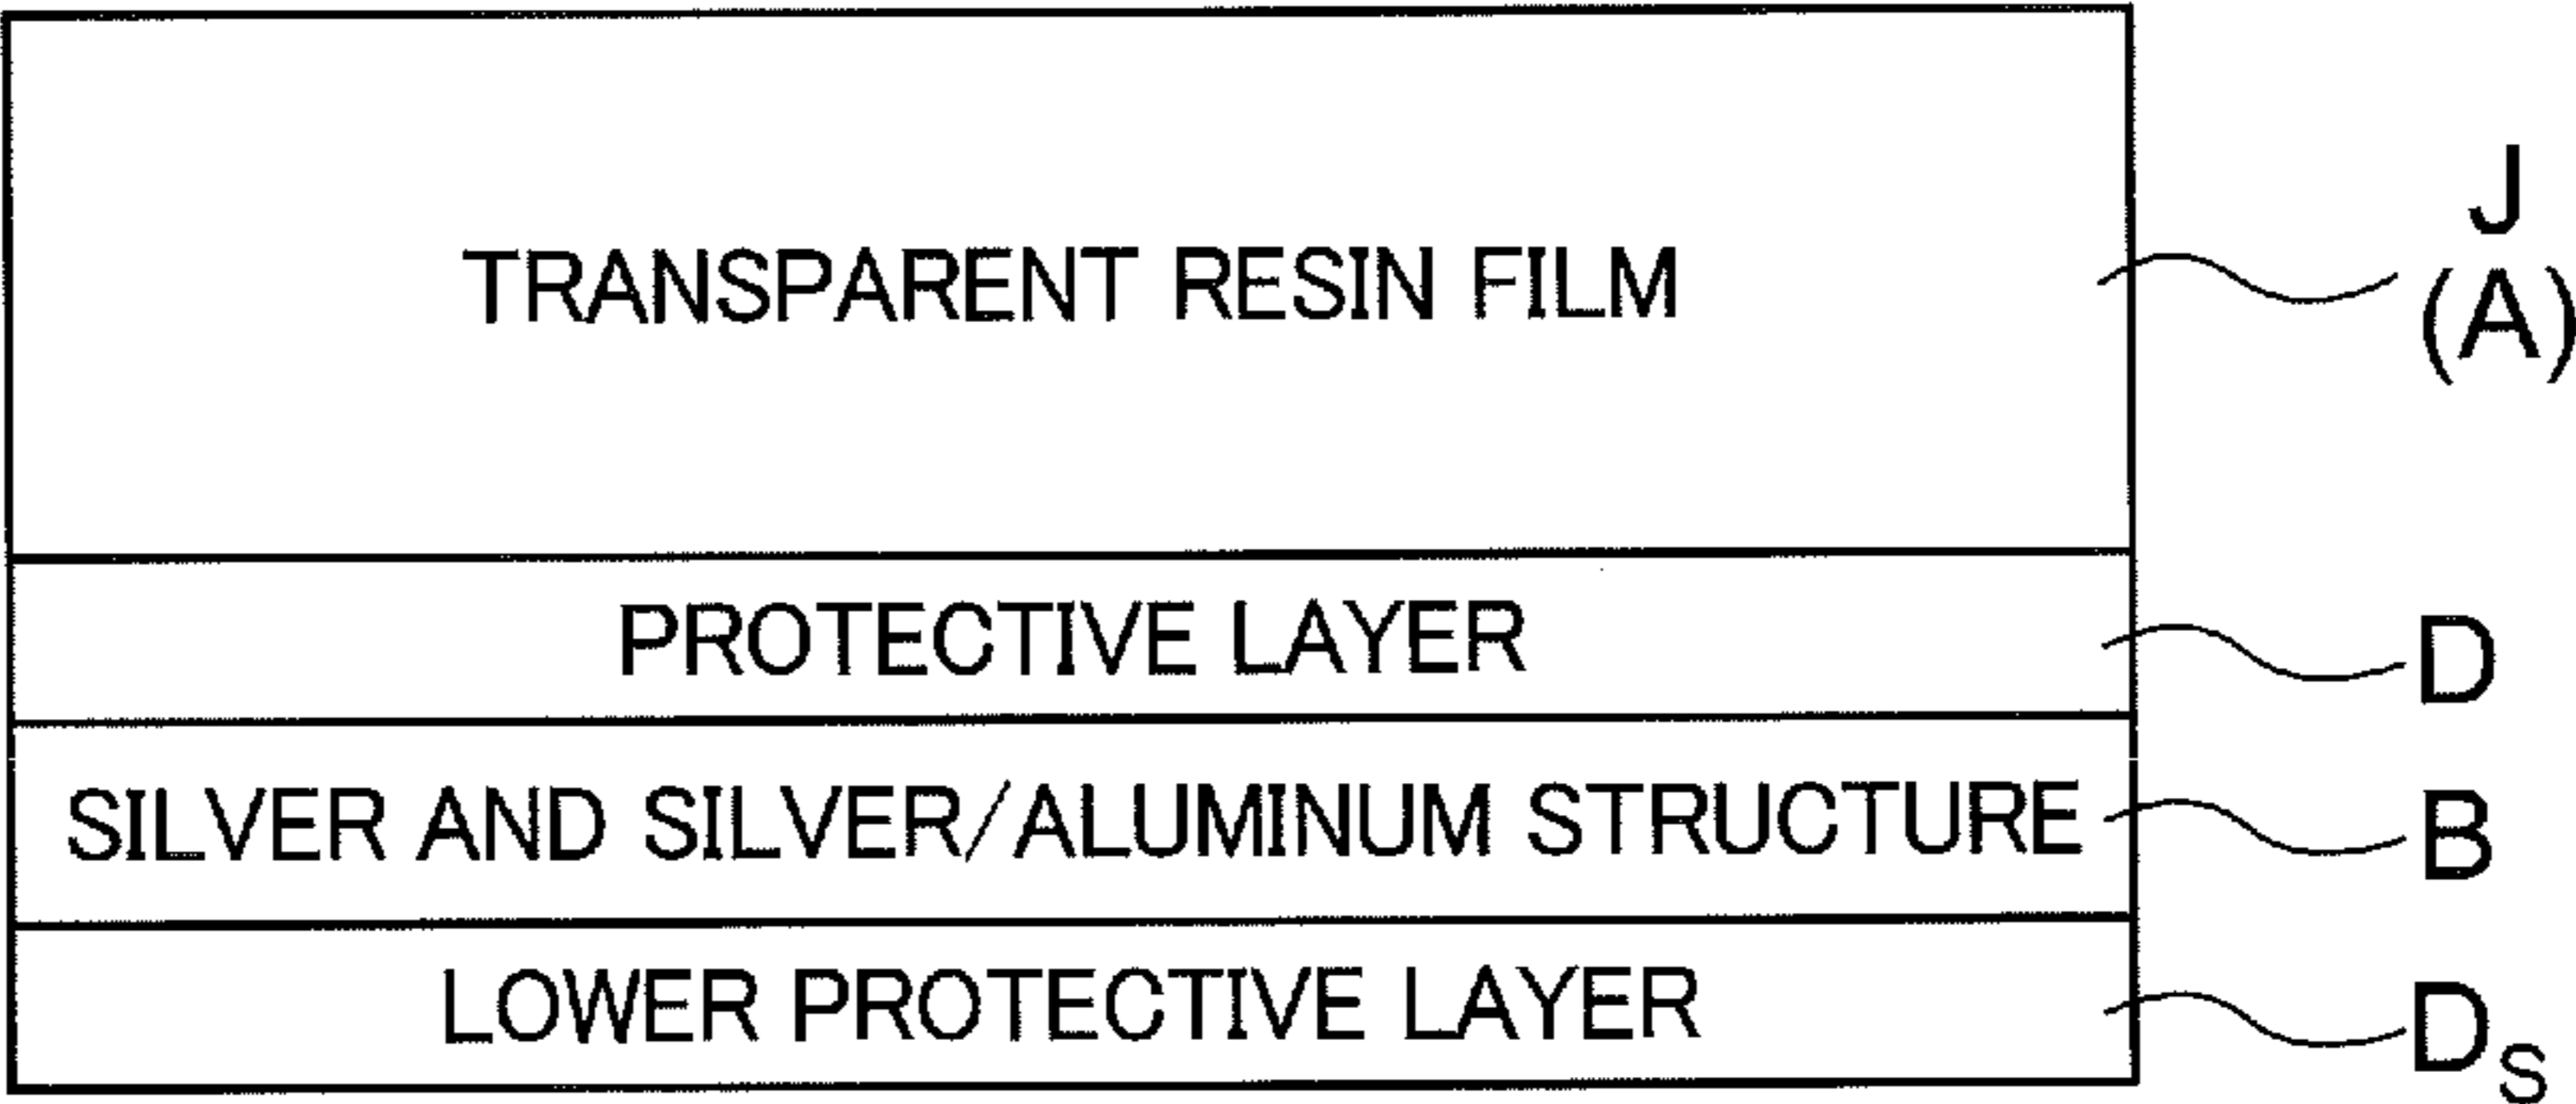 TRANSPARENT RESIN FILM
J
(A)
PROTECTIVE LAYER
D
SILVER AND SILVER/ALUMINUM STRUCTURE
B
LOWER PROTECTIVE LAYER
DS